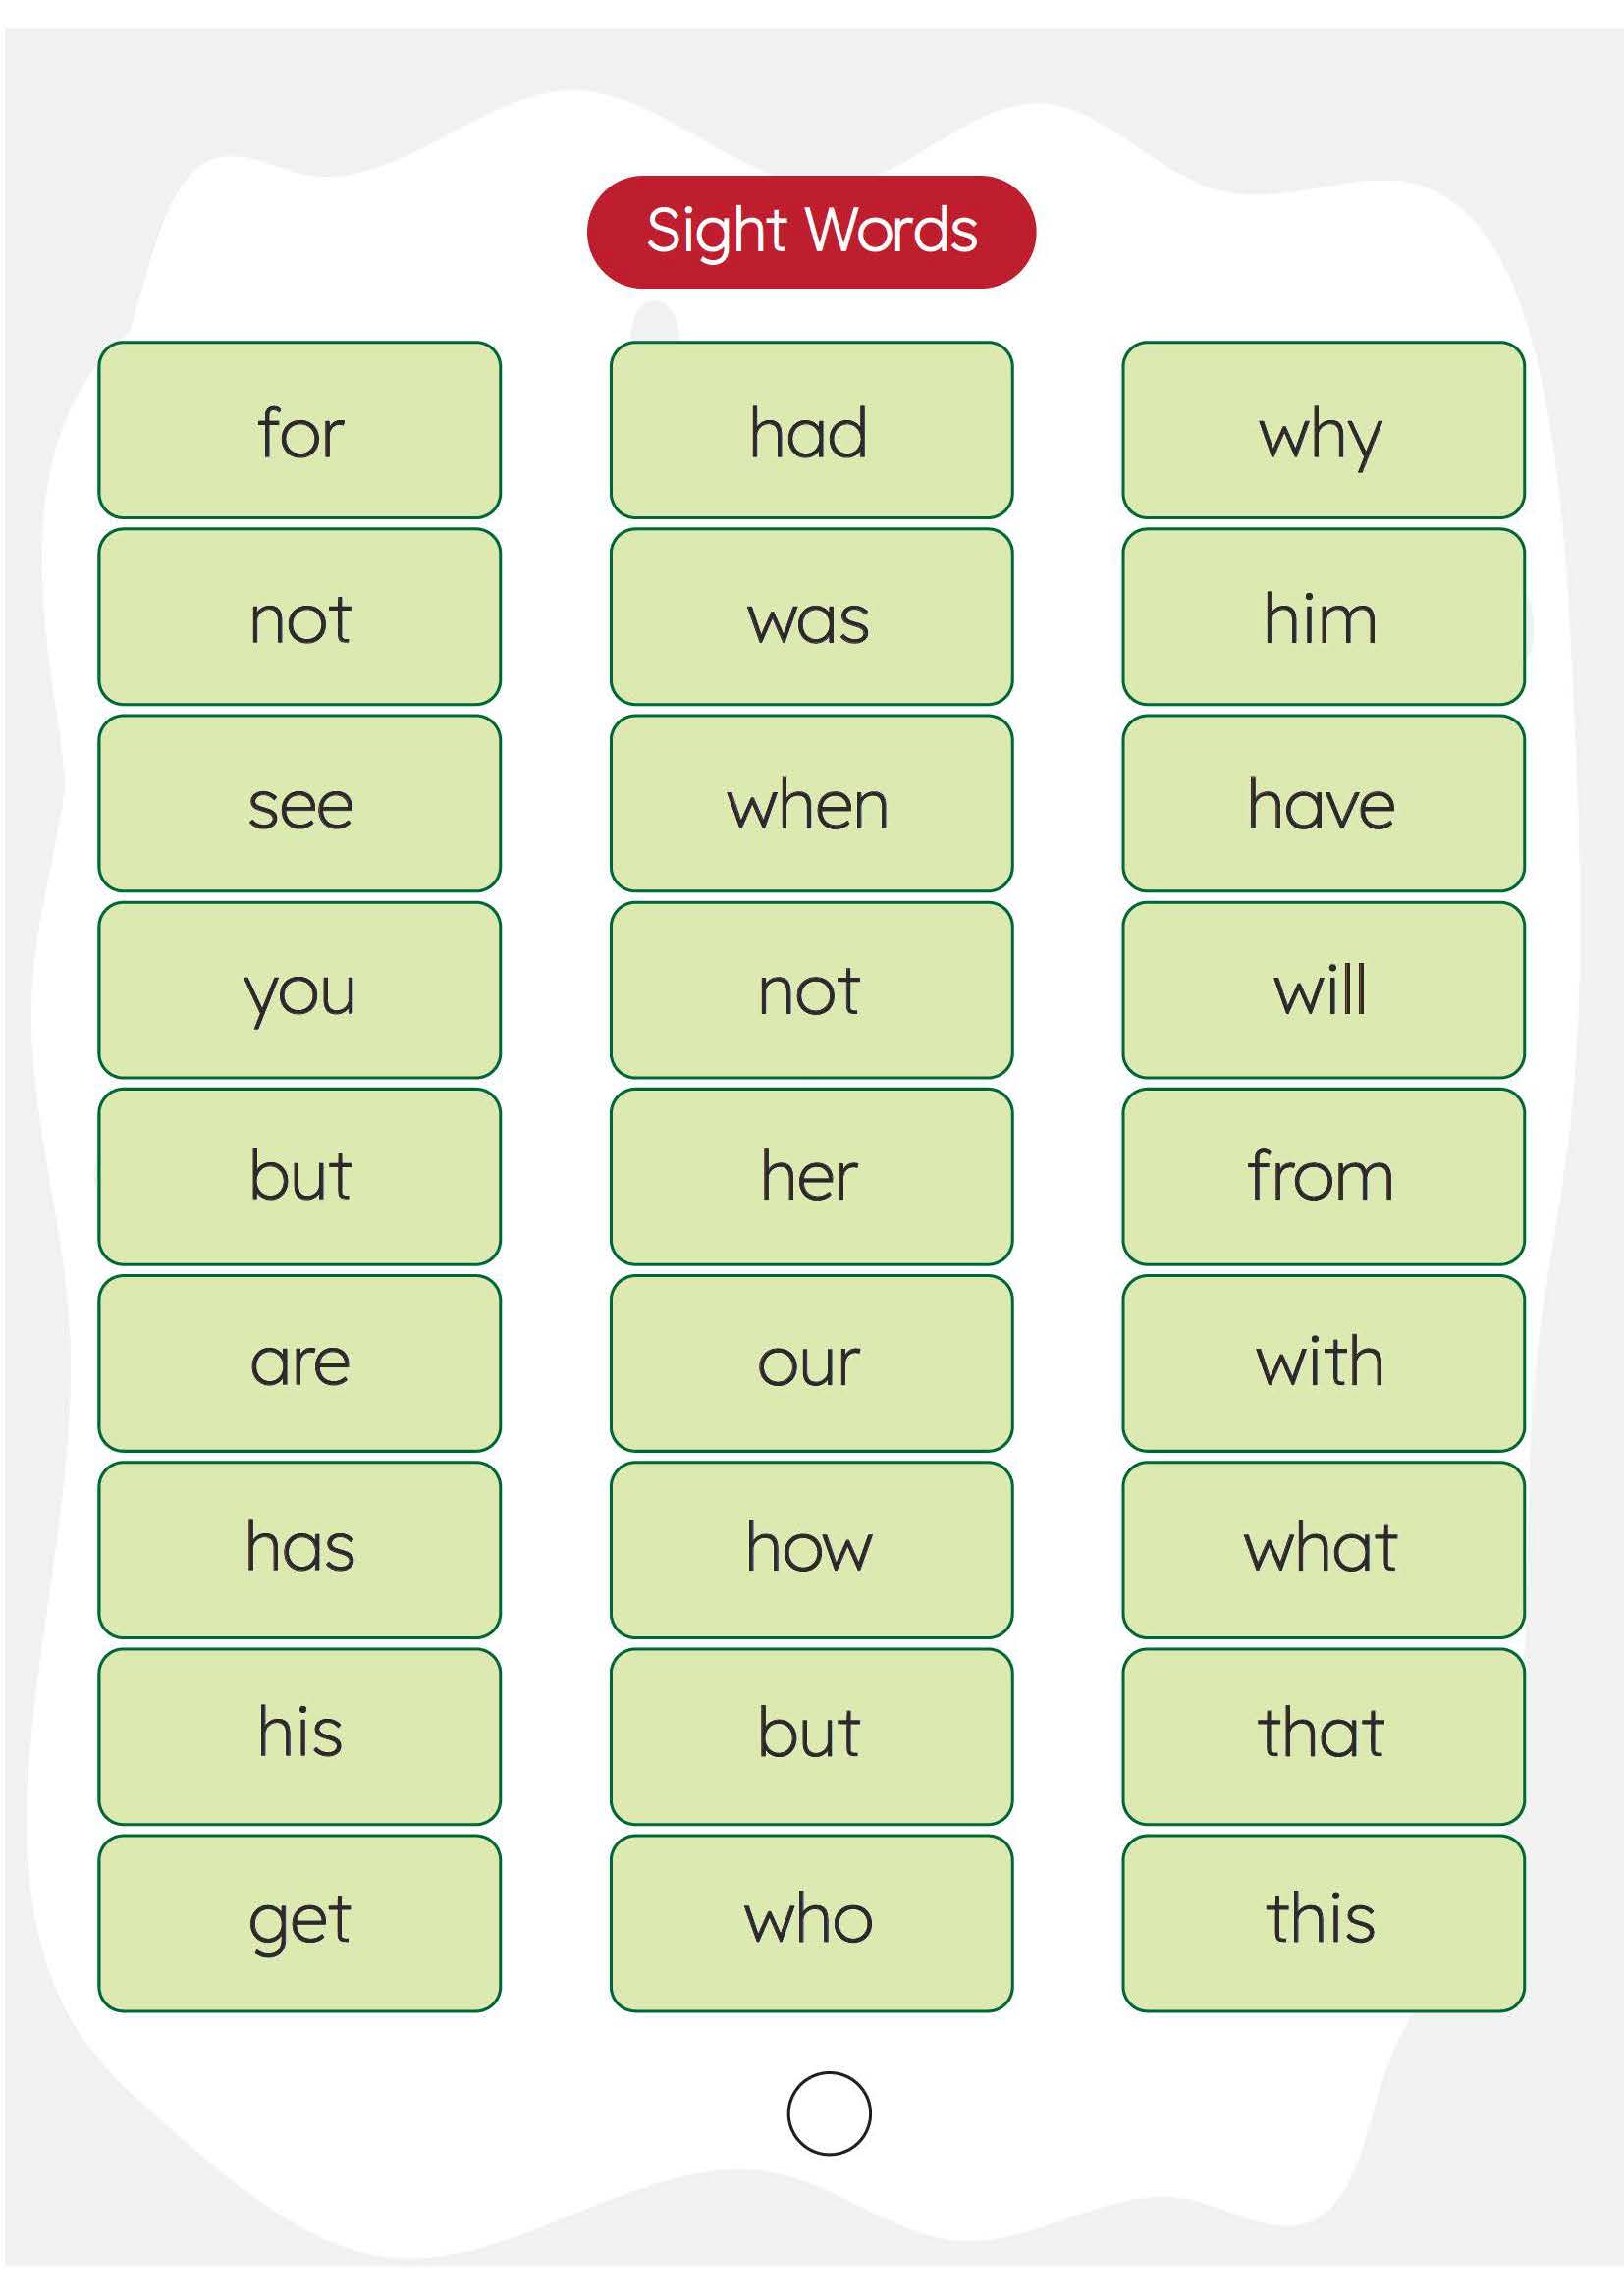 Sight Words
for had why
not was him
see when have
you not will
but her from
are our with
has how what
his but that
get who this